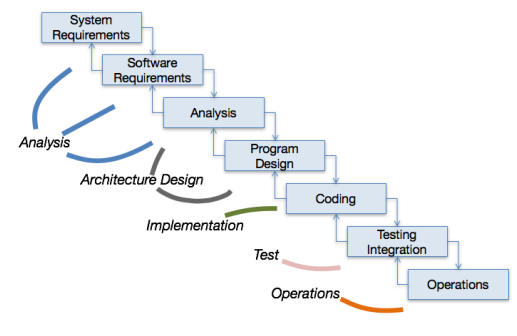 System
Requirements
Software
Requirements
Analysis
Program
Design
Coding
Testing
Integration
Operations
Analysis
Architecture Design
Implementation
Test
Operations